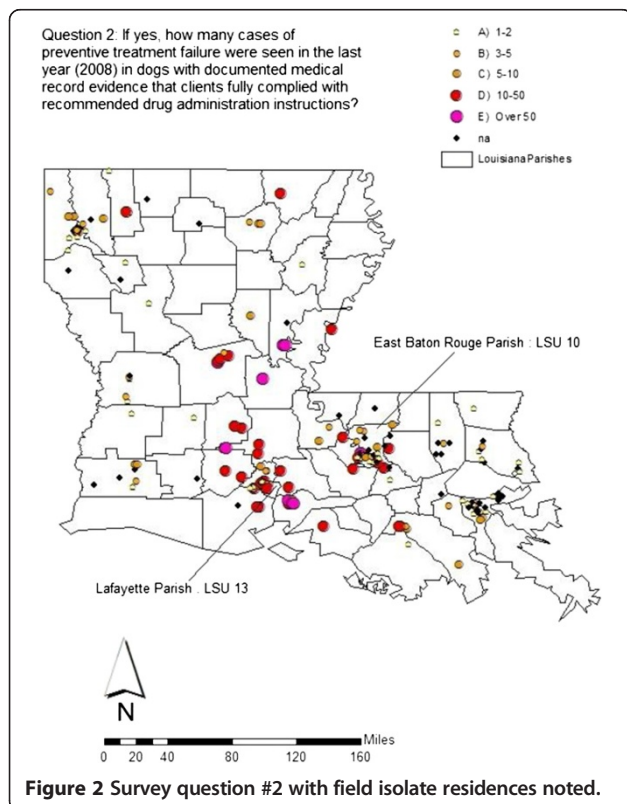 Question 2: If yes, how many cases of
preventive treatment failure were seen in the last
year (2008) in dogs with documented medical
record evidence that clients fully complied with
recommended drug administration instructions?
A) 1-2
B) 3-5
C) 5-10
D) 10-50
E) Over 50
na
Louisiana Parishes
East Baton Rouge Parish : LSU 10
Lafayette Parish : LSU 13
N
Miles
0 20 40 80 120 160
Figure 2 Survey question #2 with field isolate residences noted.